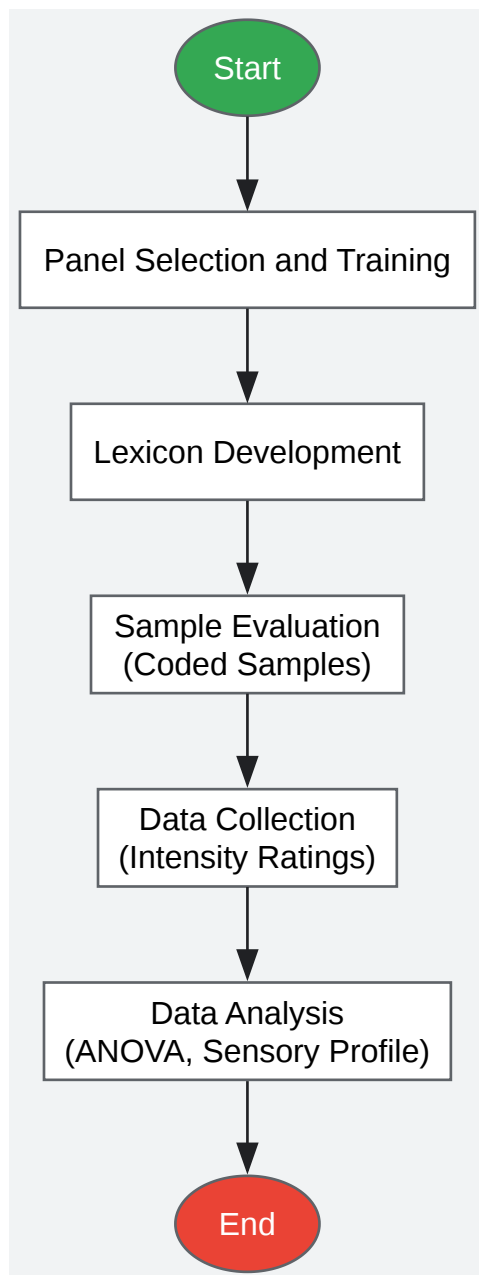 Start
Panel Selection and Training
Lexicon Development
Sample Evaluation
(Coded Samples)
Data Collection
(Intensity Ratings)
Data Analysis
(ANOVA, Sensory Profile)
End